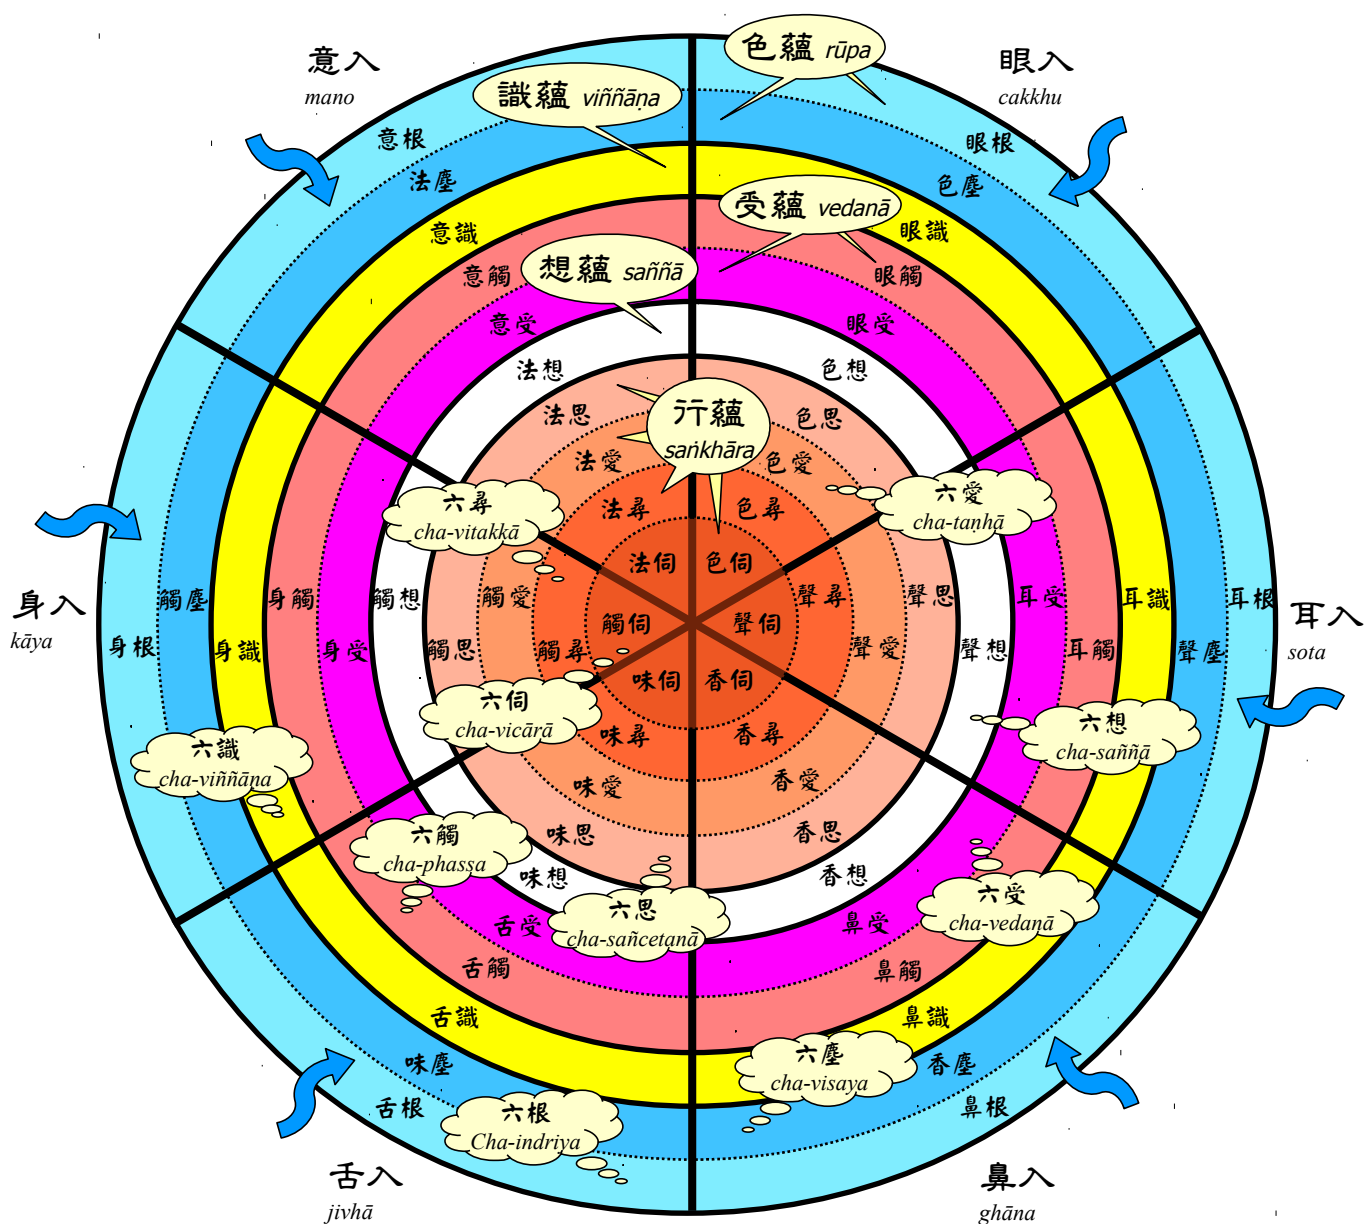 意入
mano
色蘊 rūpa
眼入
cakkhu
識蘊 viññāṇa
意根
眼根
法塵
色塵
受蘊 vedanā
意識
眼識
想蘊 saññā
意觸
眼觸
意受
眼受
法想
色想
行蘊
saṅkhāra
法思
色思
法愛
色愛
六尋
cha-vitakkā
六愛
cha-taṇhā
法尋
色尋
法伺
色伺
身入
kāya
耳入
sota
觸塵
身觸
觸想
觸愛
觸伺
聲伺
聲尋
聲思
耳受
耳識
耳根
身根
身識
身受
觸思
觸尋
聲愛
聲想
耳觸
聲塵
味伺
香伺
六伺
cha-vicārā
六想
cha-saññā
六識
cha-viññāṇa
味尋
香尋
味愛
香愛
六觸
cha-phassa
味思
香思
味想
香想
六思
cha-sañcetanā
六受
cha-vedaṇā
舌受
鼻受
舌觸
鼻觸
舌識
鼻識
六塵
cha-visaya
味塵
香塵
舌根
鼻根
六根
Cha-indriya
舌入
jivhā
鼻入
ghāna